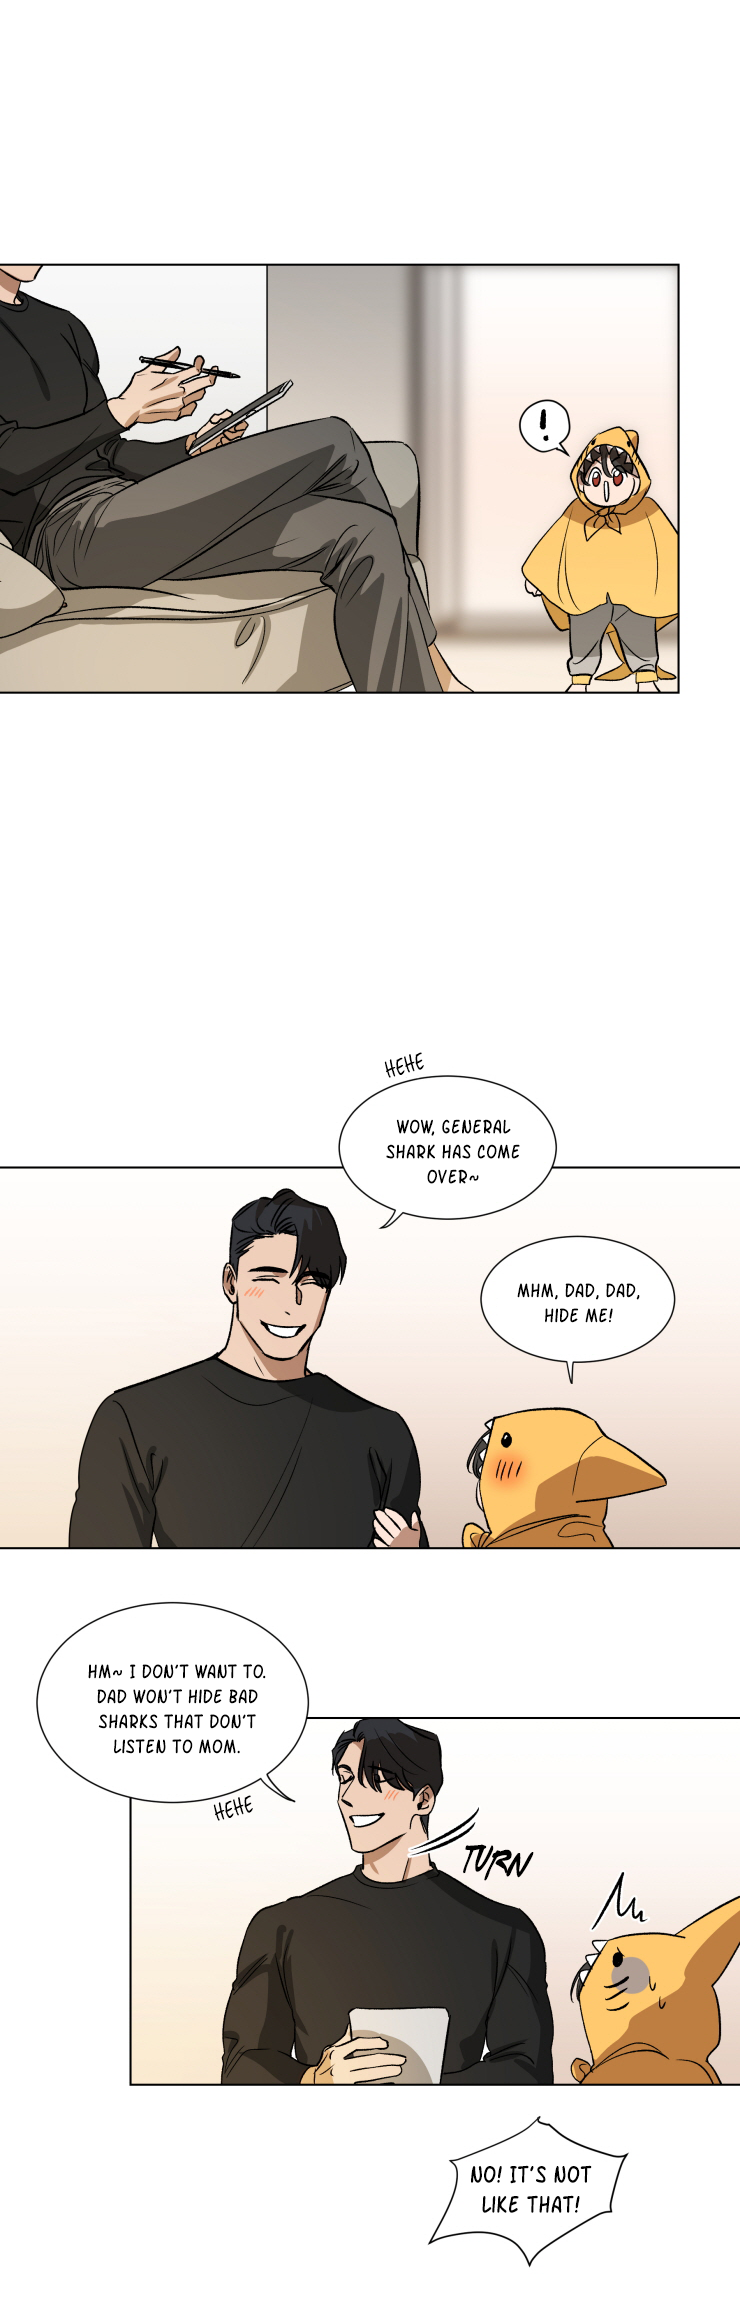 !
HEHE
WOW, GENERAL
SHARK HAS COME
OVER~
MHM, DAD, DAD,
HIDE ME!
HM~ I DON'T WANT TO.
DAD WON'T HIDE BAD
SHARKS THAT DON'T
LISTEN TO MOM.
HEHE
TURN
NO! IT'S NOT
LIKE THAT!